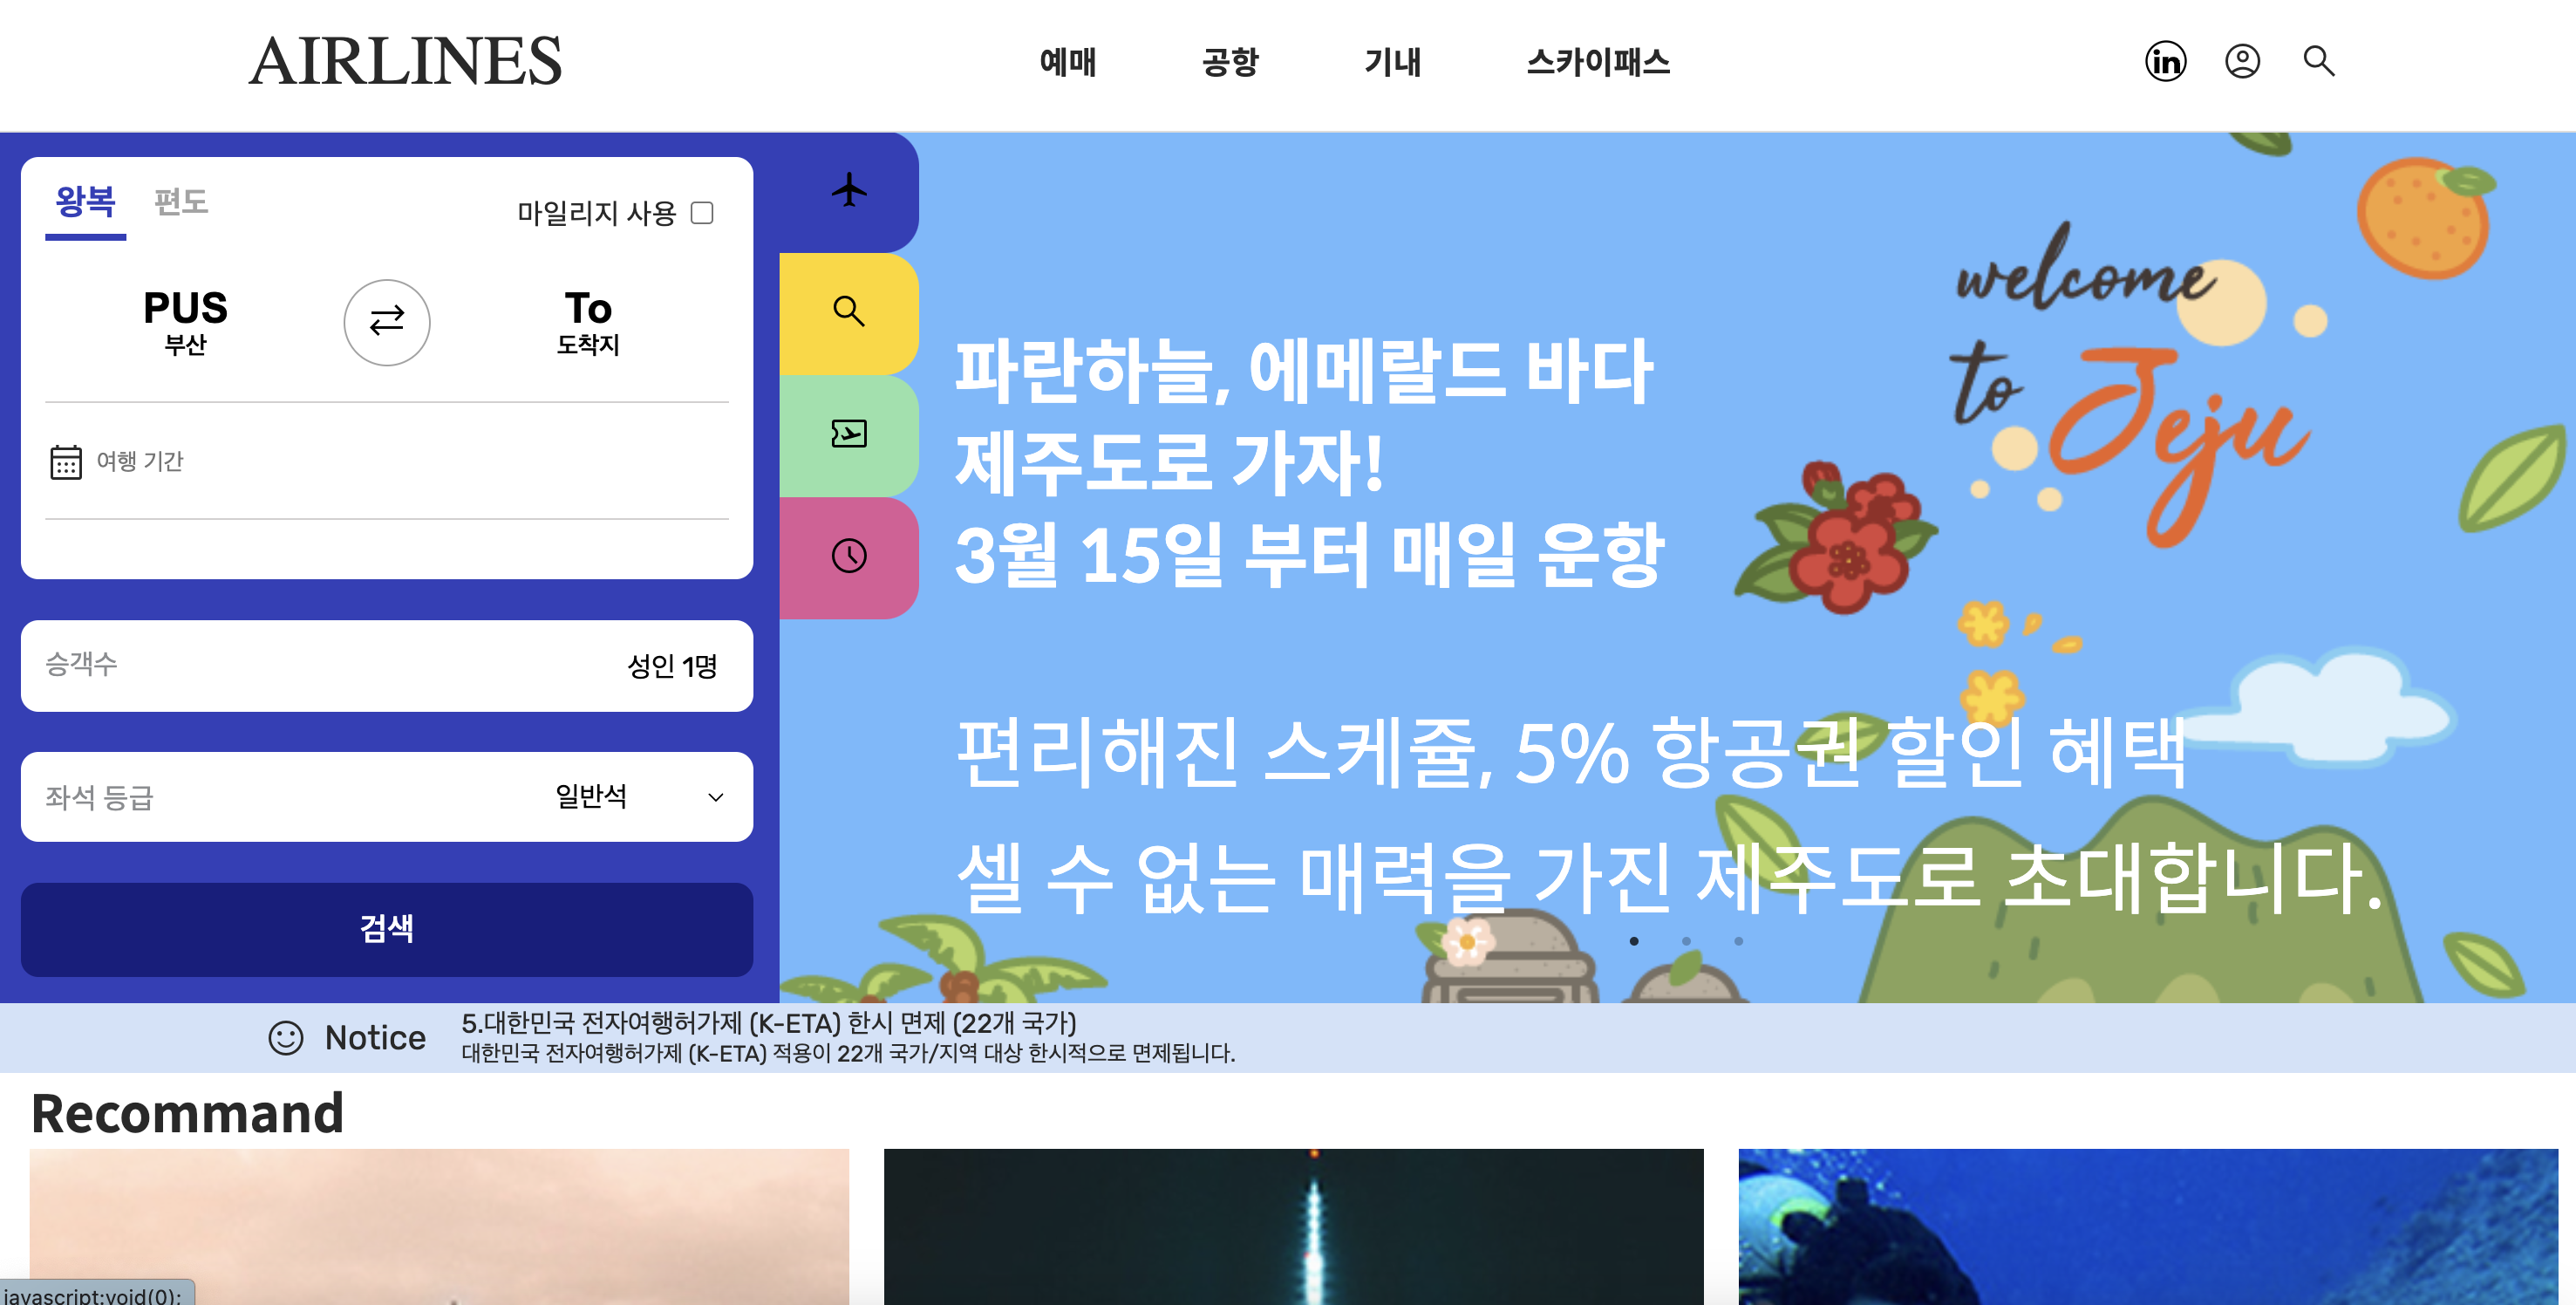 AIRLINES
예매 공항 기내 스카이패스
in
왕복 편도 마일리지 사용
PUS To
부산 도착지
여행 기간
승객수 성인 1명
좌석 등급 일반석
검색
welcome
to Jeju
파란하늘, 에메랄드 바다
제주도로 가자!
3월 15일 부터 매일 운항
편리해진 스케쥴, 5% 항공권 할인 혜택
셀 수 없는 매력을 가진 제주도로 초대합니다.
Notice
5.대한민국 전자여행허가제 (K-ETA) 한시 면제 (22개 국가)
대한민국 전자여행허가제 (K-ETA) 적용이 22개 국가/지역 대상 한시적으로 면제됩니다.
Recommand
javascript:void(0);